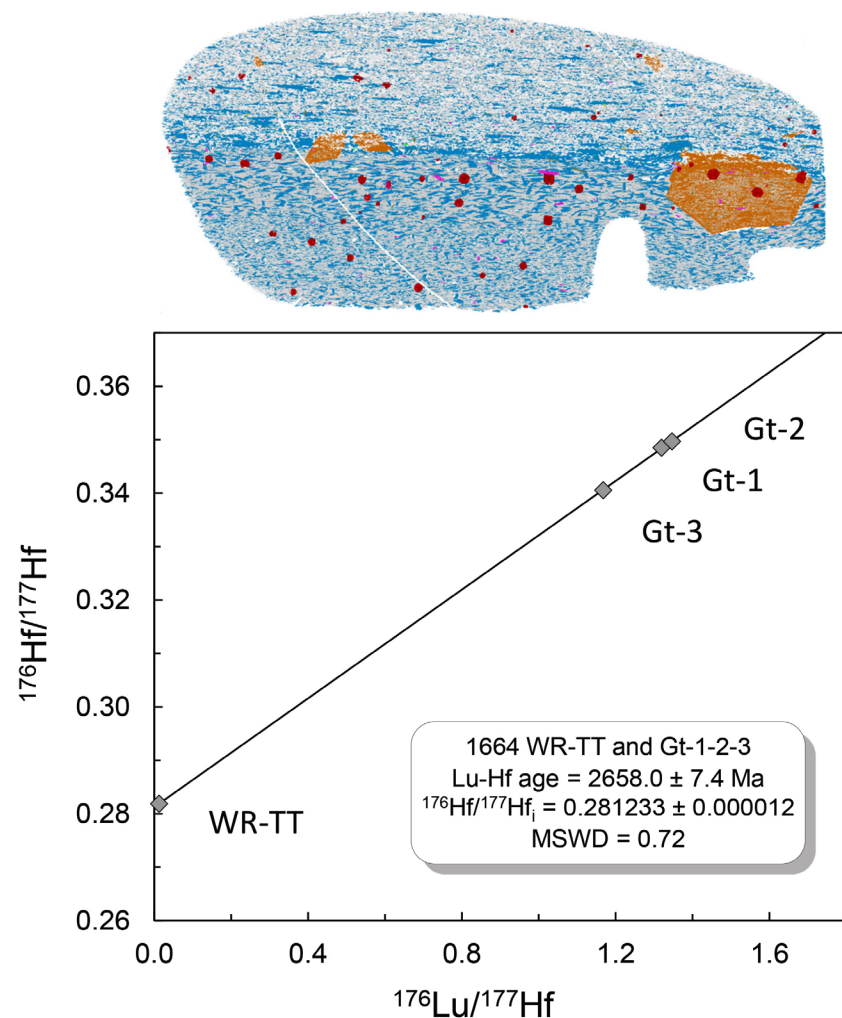 0.36
0.34
0.32
0.30
0.28
0.26
¹⁷⁶Hf/¹⁷⁷Hf
Gt-2
Gt-1
Gt-3
WR-TT
1664 WR-TT and Gt-1-2-3
Lu-Hf age = 2658.0 ± 7.4 Ma
¹⁷⁶Hf/¹⁷⁷Hfᵢ = 0.281233 ± 0.000012
MSWD = 0.72
0.0 0.4 0.8 1.2 1.6
¹⁷⁶Lu/¹⁷⁷Hf